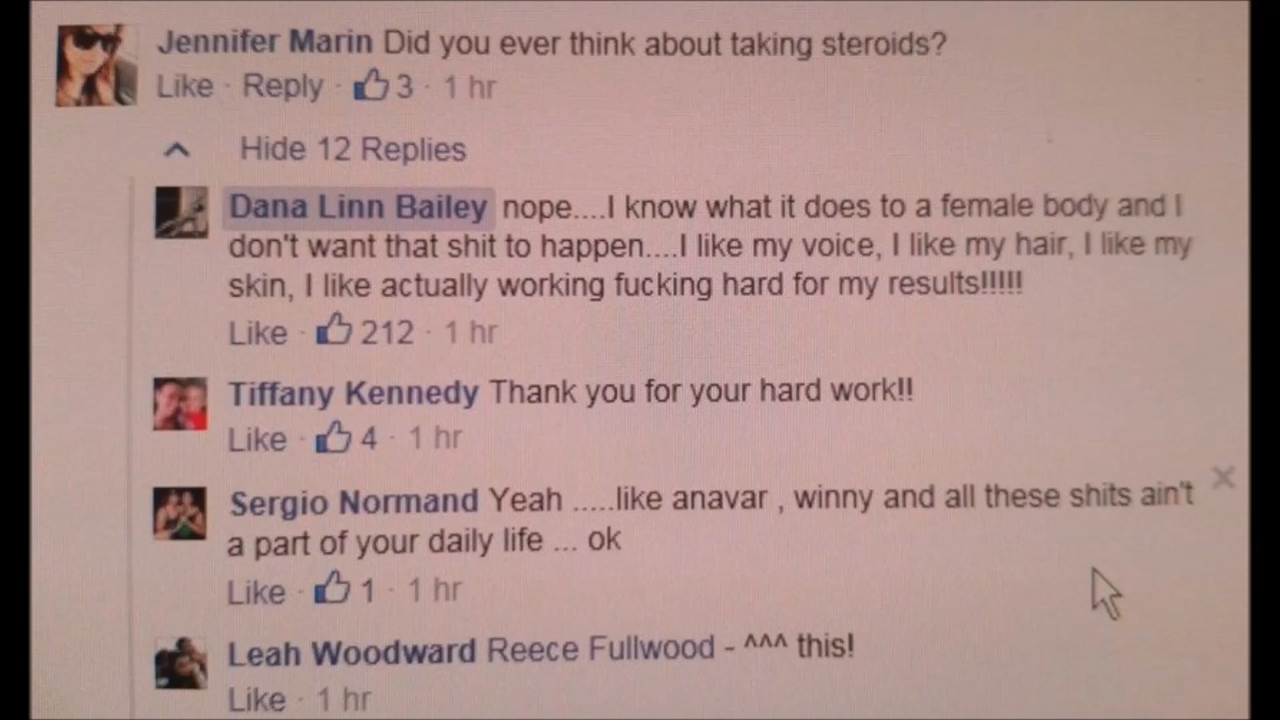 Jennifer Marin Did you ever think about taking steroids?
Like · Reply · 3 · 1 hr
Hide 12 Replies
Dana Linn Bailey nope....I know what it does to a female body and I
don't want that shit to happen....I like my voice, I like my hair, I like my
skin, I like actually working fucking hard for my results!!!!!
Like · 212 · 1 hr
Tiffany Kennedy Thank you for your hard work!!
Like · 4 · 1 hr
Sergio Normand Yeah .....like anavar , winny and all these shits ain't
a part of your daily life ... ok
Like · 1 · 1 hr
Leah Woodward Reece Fullwood - ^^^ this!
Like · 1 hr